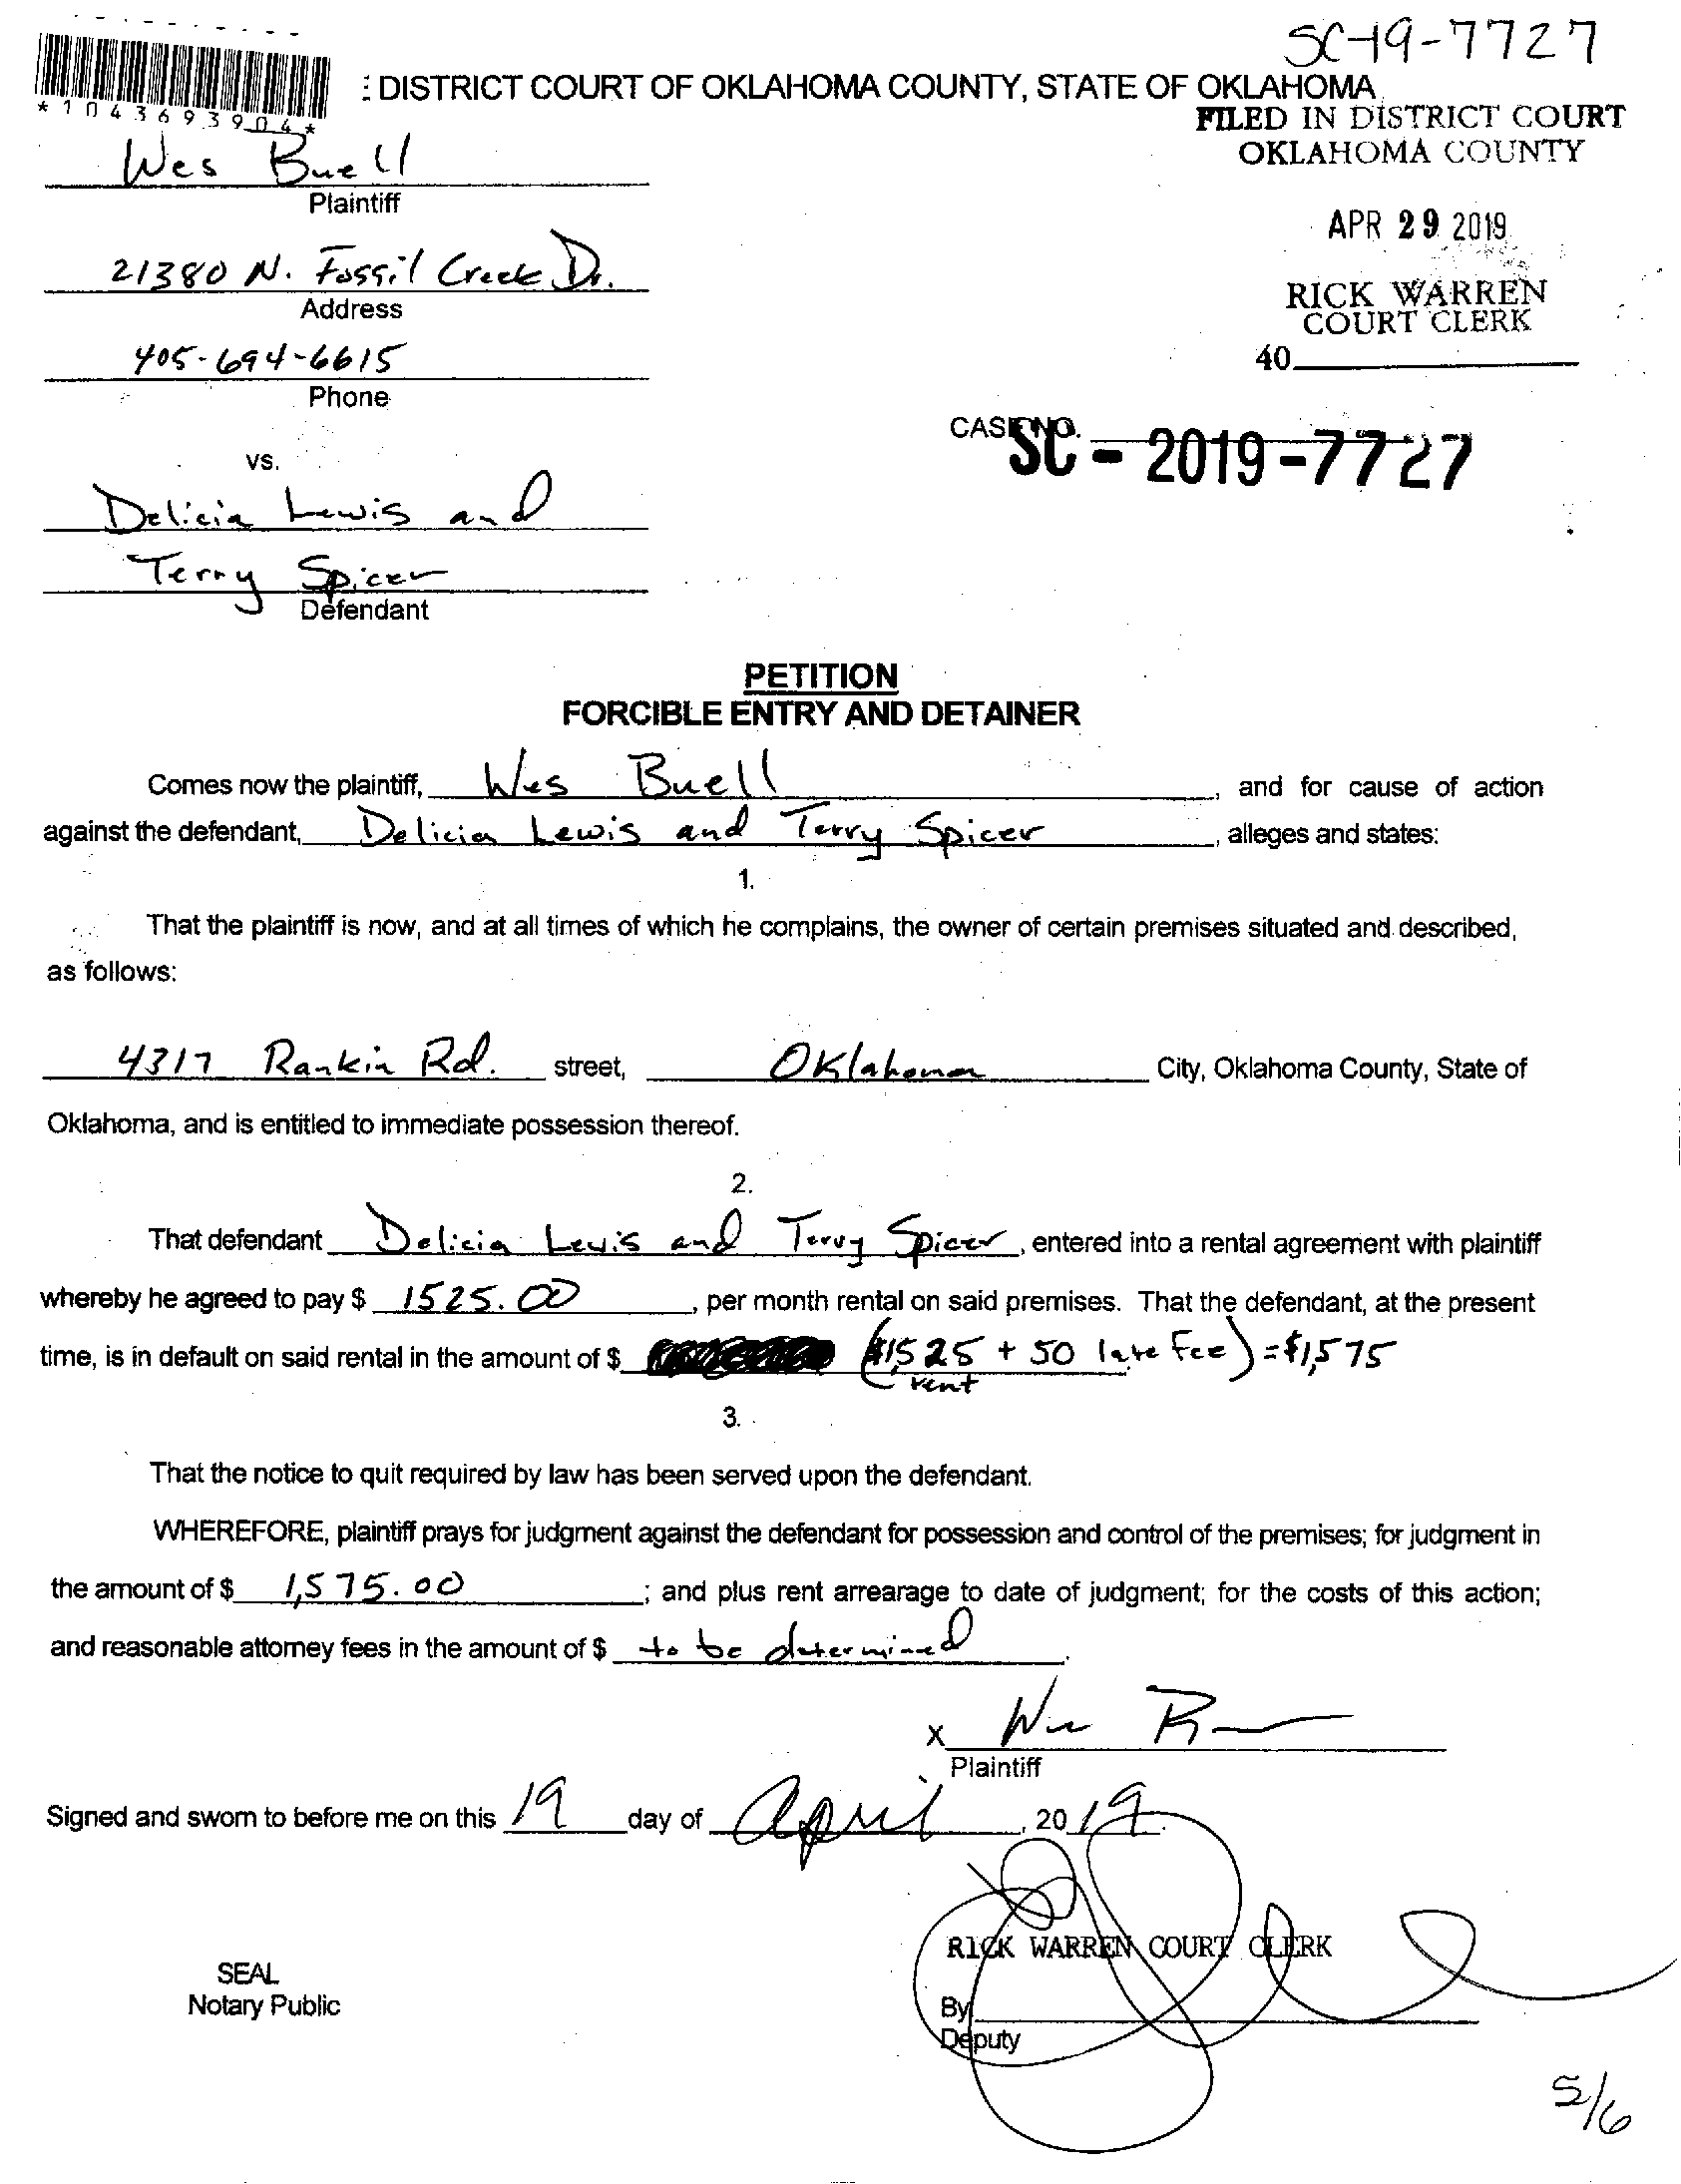 SC-19-7727
: DISTRICT COURT OF OKLAHOMA COUNTY, STATE OF OKLAHOMA
*1043693904*
FILED IN DISTRICT COURT
OKLAHOMA COUNTY
Wes Buell
Plaintiff
APR 29 2019
21380 N. Fossil Creek Dr.
Address
RICK WARREN
COURT CLERK
405-694-6615
40
Phone
CASE NO.
SC - 2019 - 7727
vs.
Delicia Lewis and
Terry Spicer
Defendant
PETITION
FORCIBLE ENTRY AND DETAINER
Comes now the plaintiff, Wes Buell, and for cause of action
against the defendant, Delicia Lewis and Terry Spicer, alleges and states:
1.
That the plaintiff is now, and at all times of which he complains, the owner of certain premises situated and described,
as follows:
4317 Rankin Rd. street, Oklahoma City, Oklahoma County, State of
Oklahoma, and is entitled to immediate possession thereof.
2.
That defendant Delicia Lewis and Terry Spicer, entered into a rental agreement with plaintiff
whereby he agreed to pay $ 1525.00, per month rental on said premises. That the defendant, at the present
time, is in default on said rental in the amount of $ ($1525 + 50 late fee) = $1,575
rent
3.
That the notice to quit required by law has been served upon the defendant.
WHEREFORE, plaintiff prays for judgment against the defendant for possession and control of the premises; for judgment in
the amount of $ 1,575.00; and plus rent arrearage to date of judgment; for the costs of this action;
and reasonable attorney fees in the amount of $ to be determined.
X
Plaintiff
Signed and sworn to before me on this 19 day of April, 2019.
RICK WARREN COURT CLERK
SEAL
Notary Public
By
Deputy
5/6